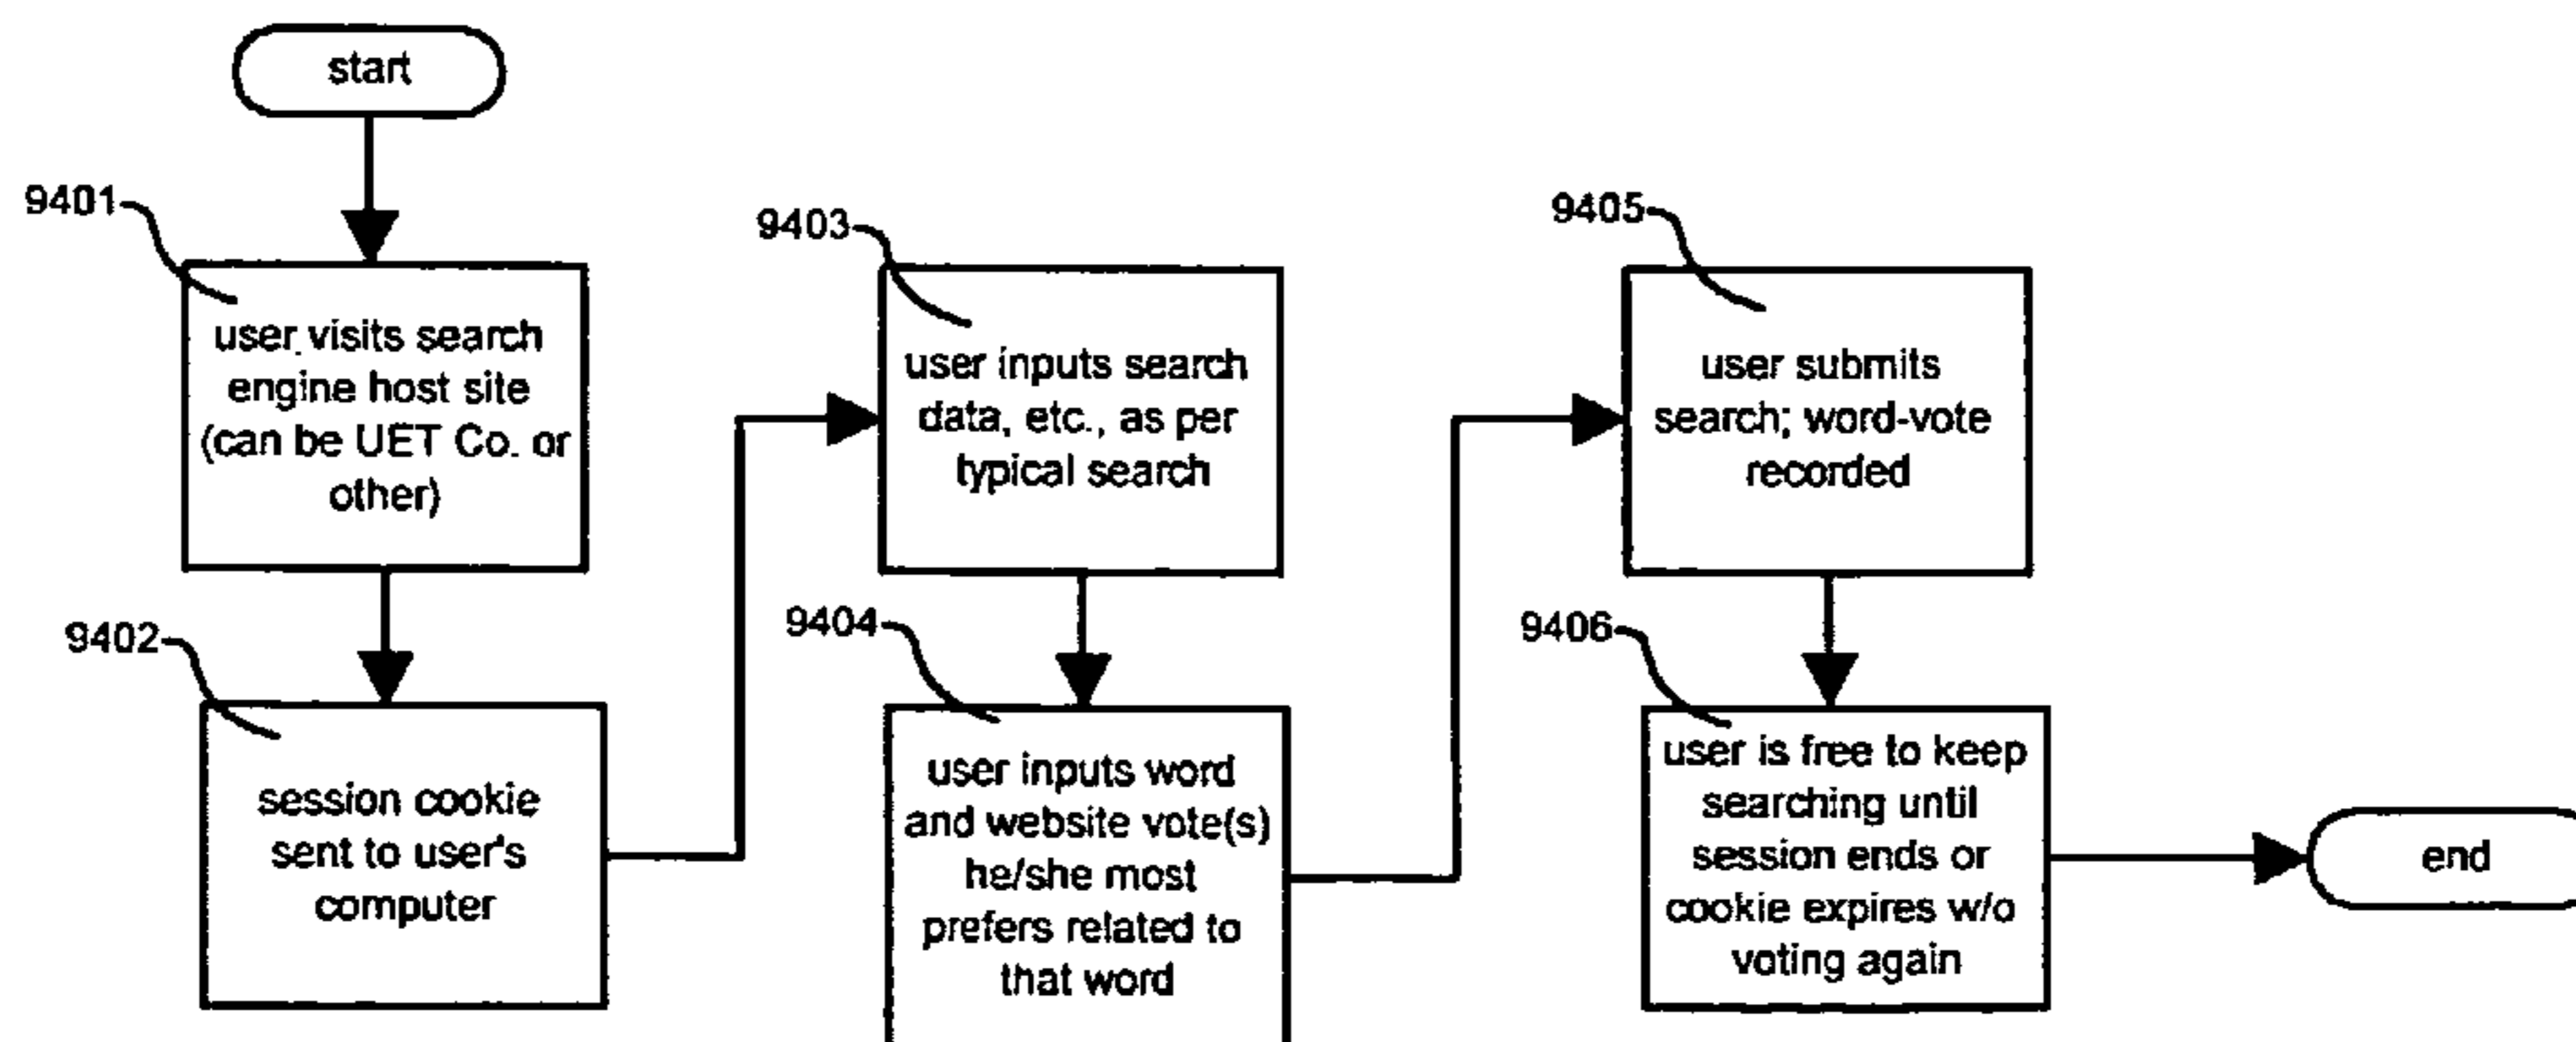 start
9401
user visits search
engine host site
(can be UET Co. or
other)
9402
session cookie
sent to user's
computer
9403
user inputs search
data, etc., as per
typical search
9404
user inputs word
and website vote(s)
he/she most
prefers related to
that word
9405
user submits
search; word-vote
recorded
9406
user is free to keep
searching until
session ends or
cookie expires w/o
voting again
end